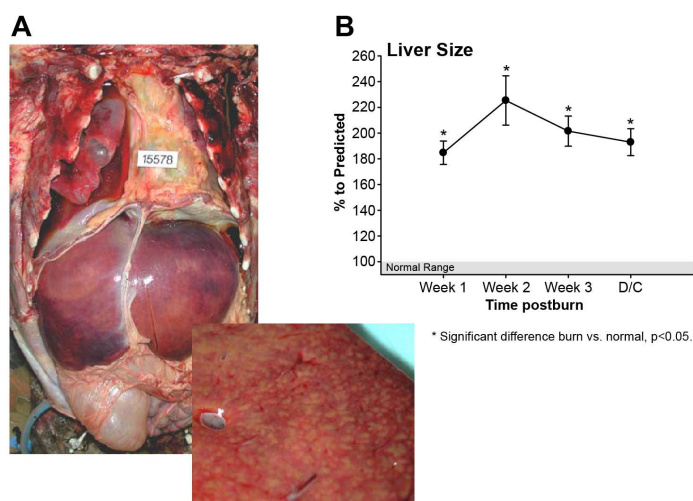 A
15578
B
Liver Size
% to Predicted
260
240
220
200
180
160
140
120
100
Normal Range
*
*
*
*
Week 1
Week 2
Week 3
D/C
Time postburn
* Significant difference burn vs. normal, p<0.05.